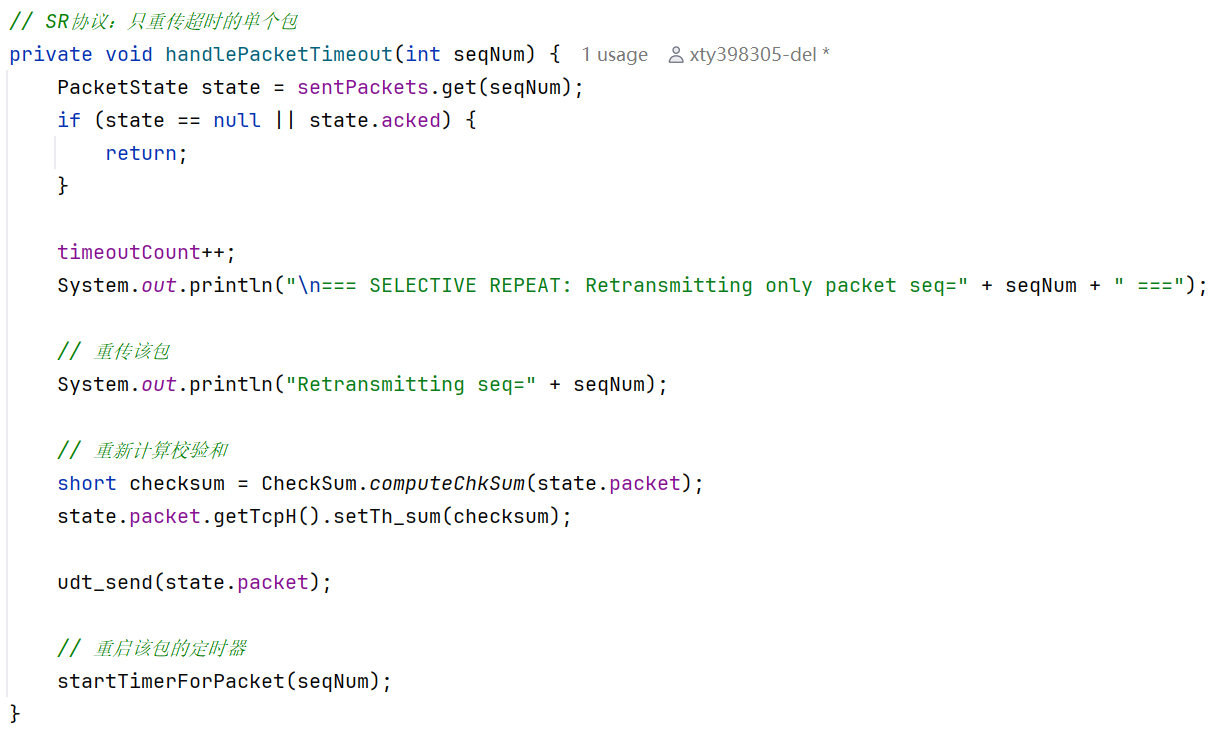 // SR协议：只重传超时的单个包
private void handlePacketTimeout(int seqNum) { 1 usage xty398305-del *
PacketState state = sentPackets.get(seqNum);
if (state == null || state.acked) {
return;
}
timeoutCount++;
System.out.println("\n=== SELECTIVE REPEAT: Retransmitting only packet seq=" + seqNum + " ===");
// 重传该包
System.out.println("Retransmitting seq=" + seqNum);
// 重新计算校验和
short checksum = CheckSum.computeChkSum(state.packet);
state.packet.getTcpH().setTh_sum(checksum);
udt_send(state.packet);
// 重启该包的定时器
startTimerForPacket(seqNum);
}